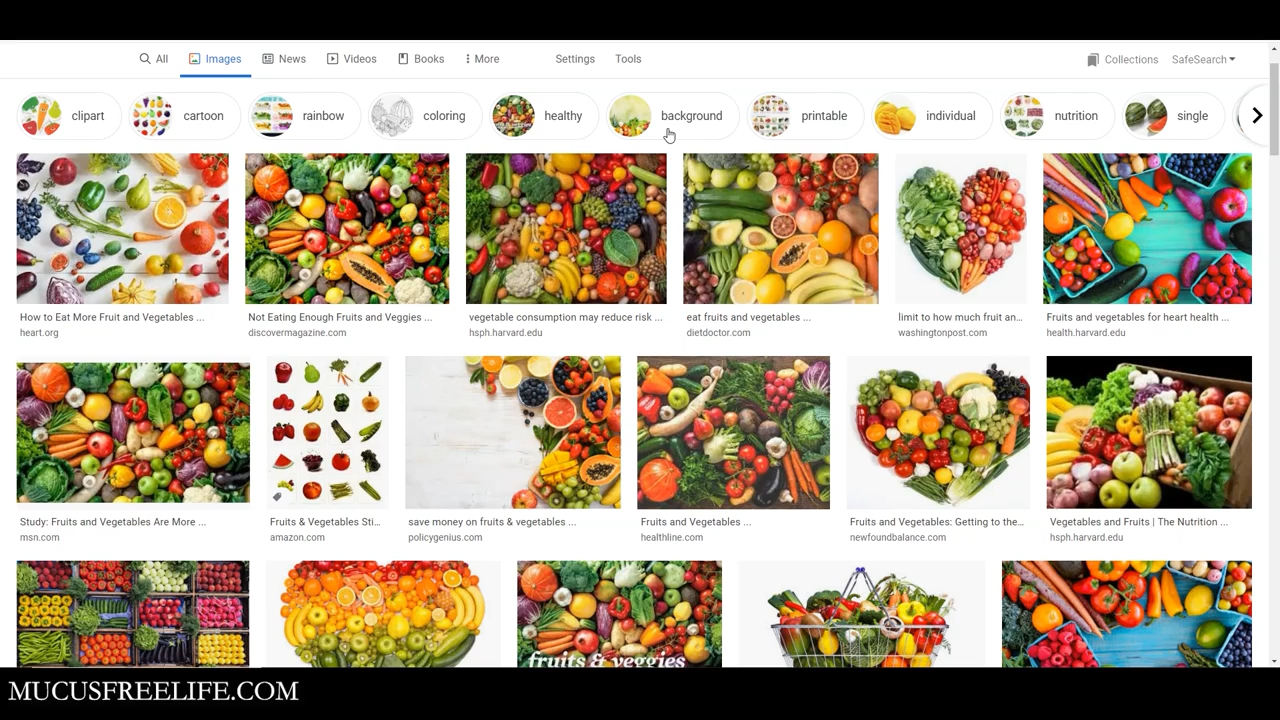 All Images News Videos Books More Settings Tools Collections SafeSearch
clipart cartoon rainbow coloring healthy background printable individual nutrition single
How to Eat More Fruit and Vegetables ... Not Eating Enough Fruits and Veggies ... vegetable consumption may reduce risk ... eat fruits and vegetables ... limit to how much fruit an... Fruits and vegetables for heart health ...
heart.org discovermagazine.com hsph.harvard.edu dietdoctor.com washingtonpost.com health.harvard.edu
Study: Fruits and Vegetables Are More ... Fruits & Vegetables Sti... save money on fruits & vegetables ... Fruits and Vegetables ... Fruits and Vegetables: Getting to the... Vegetables and Fruits | The Nutrition ...
msn.com amazon.com policygenius.com healthline.com newfoundbalance.com hsph.harvard.edu
fruits & veggies
MUCUSFREELIFE.COM